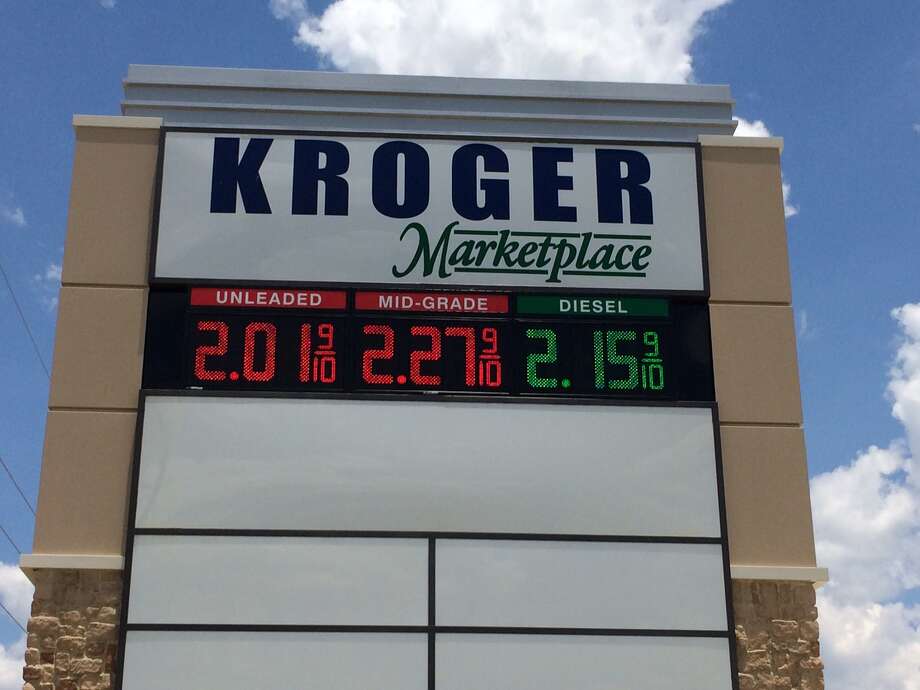 KROGER
Marketplace
UNLEADED MID-GRADE DIESEL
2.01 9/10 2.27 9/10 2.15 9/10